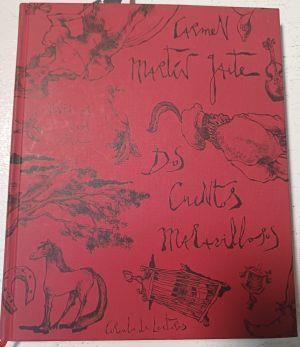 Carmen
Martín Gaite
Dos
Cuentos
Maravillosos
Círculo de Lectores